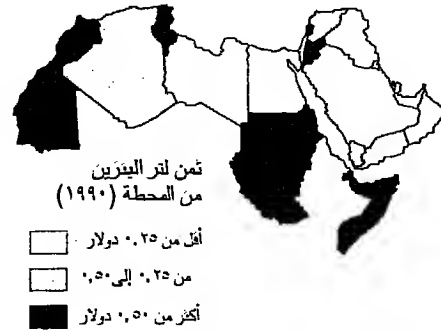 ثمن لتر البنزين
من المحطة (١٩٩٠)
أقل من ٠,٢٥ دولار
من ٠,٢٥ إلى ٠,٥٠
أكثر من ٠,٥٠ دولار